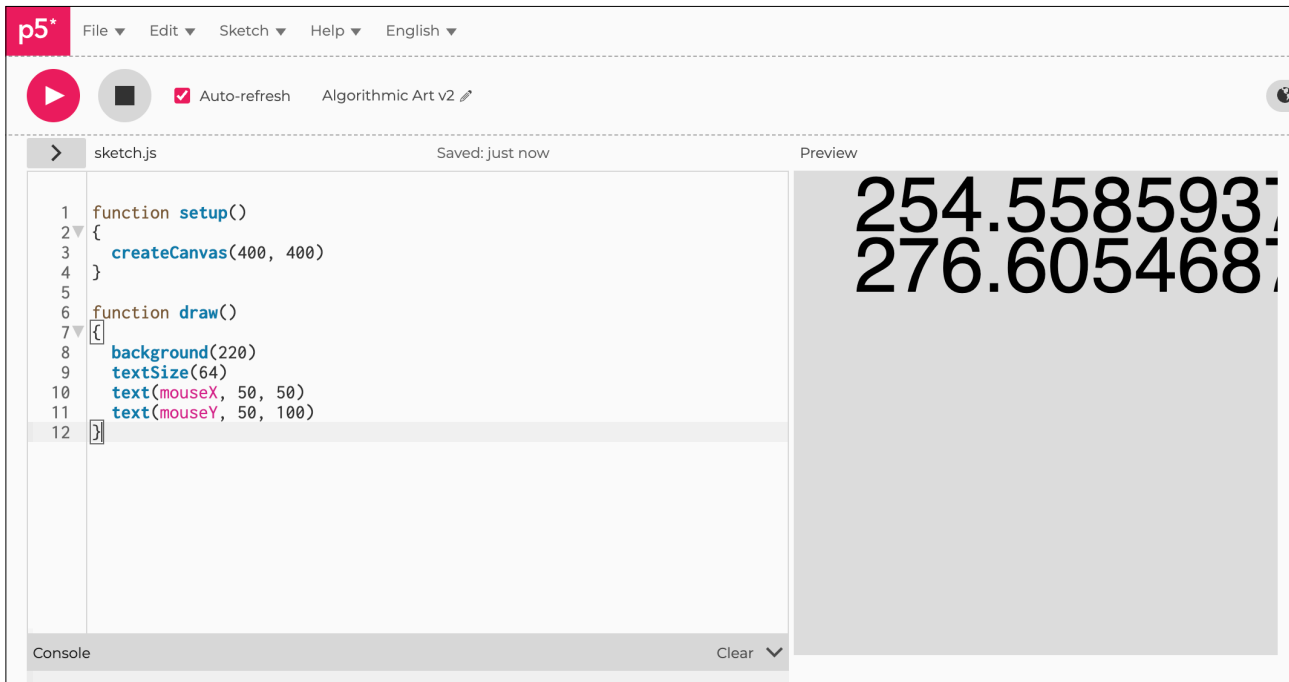 p5*
File Edit Sketch Help English
Auto-refresh Algorithmic Art v2
sketch.js Saved: just now Preview
1 function setup()
2 {
3 createCanvas(400, 400)
4 }
5
6 function draw()
7 {
8 background(220)
9 textSize(64)
10 text(mouseX, 50, 50)
11 text(mouseY, 50, 100)
12 }
254.5585937
276.6054687
Console Clear